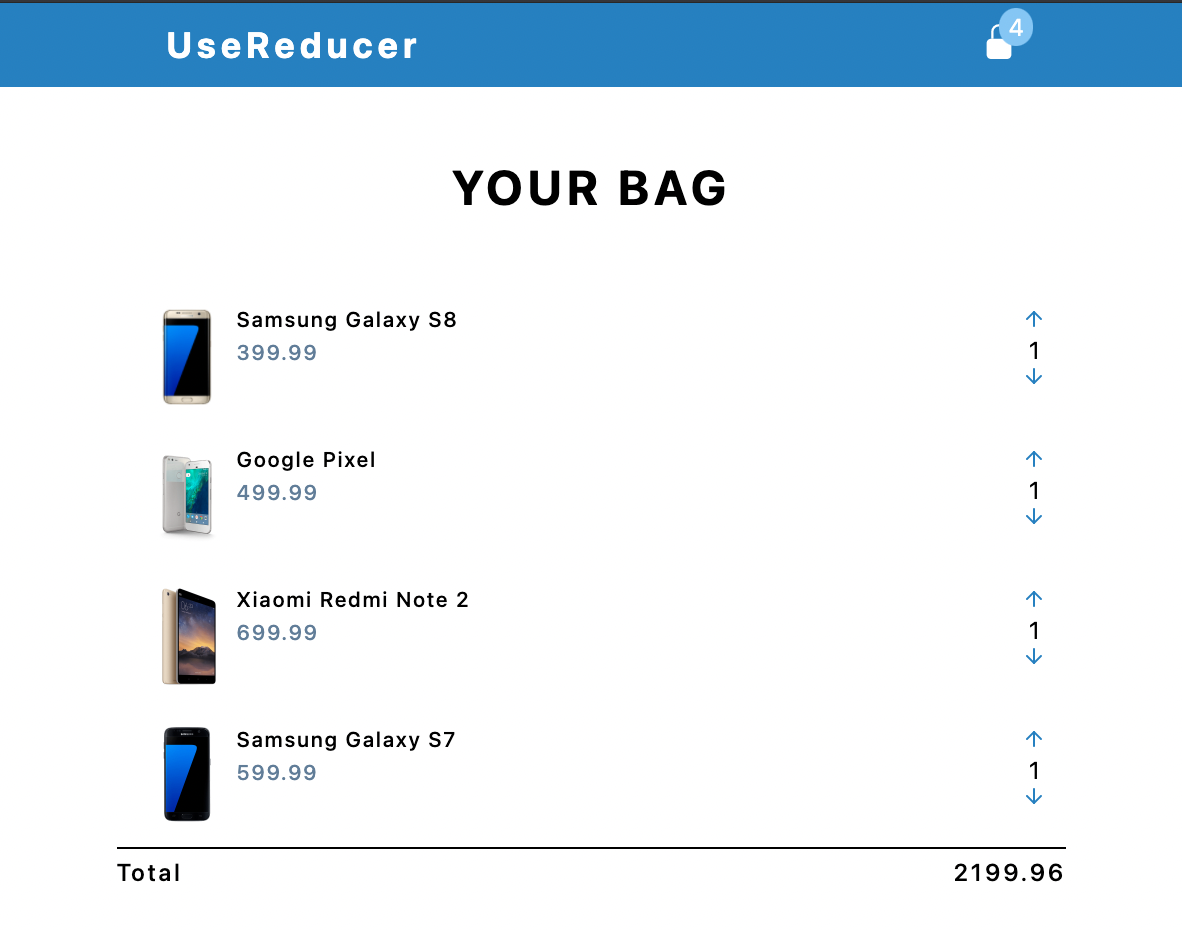 UseReducer
4
YOUR BAG
Samsung Galaxy S8
399.99
1
Google Pixel
499.99
1
Xiaomi Redmi Note 2
699.99
1
Samsung Galaxy S7
599.99
1
Total 2199.96